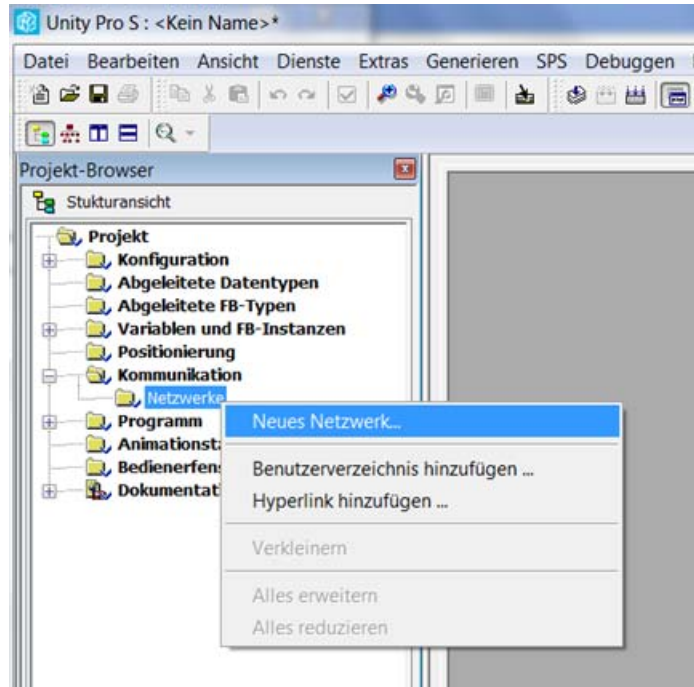 Unity Pro S : <Kein Name>*
Datei Bearbeiten Ansicht Dienste Extras Generieren SPS Debuggen
Projekt-Browser
Stukturansicht
Projekt
Konfiguration
Abgeleitete Datentypen
Abgeleitete FB-Typen
Variablen und FB-Instanzen
Positionierung
Kommunikation
Netzwerke
Programm
Animationsta
Bedienerfens
Dokumentat
Neues Netzwerk...
Benutzerverzeichnis hinzufügen ...
Hyperlink hinzufügen ...
Verkleinern
Alles erweitern
Alles reduzieren